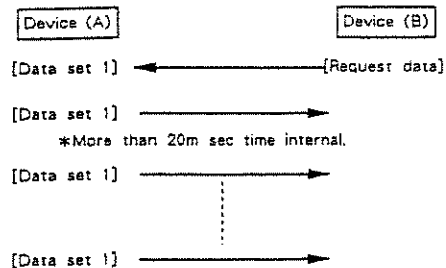 Device (A) Device (B)
[Data set 1] [Request data]
[Data set 1]
*More than 20m sec time internal.
[Data set 1]
[Data set 1]